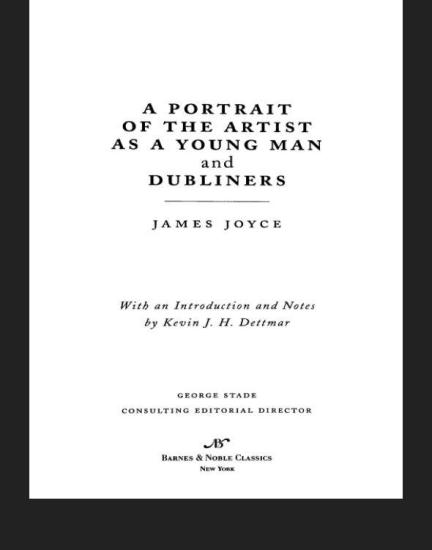 A PORTRAIT
OF THE ARTIST
AS A YOUNG MAN
and
DUBLINERS
JAMES JOYCE
With an Introduction and Notes
by Kevin J. H. Dettmar
GEORGE STADE
CONSULTING EDITORIAL DIRECTOR
BARNES & NOBLE CLASSICS
NEW YORK